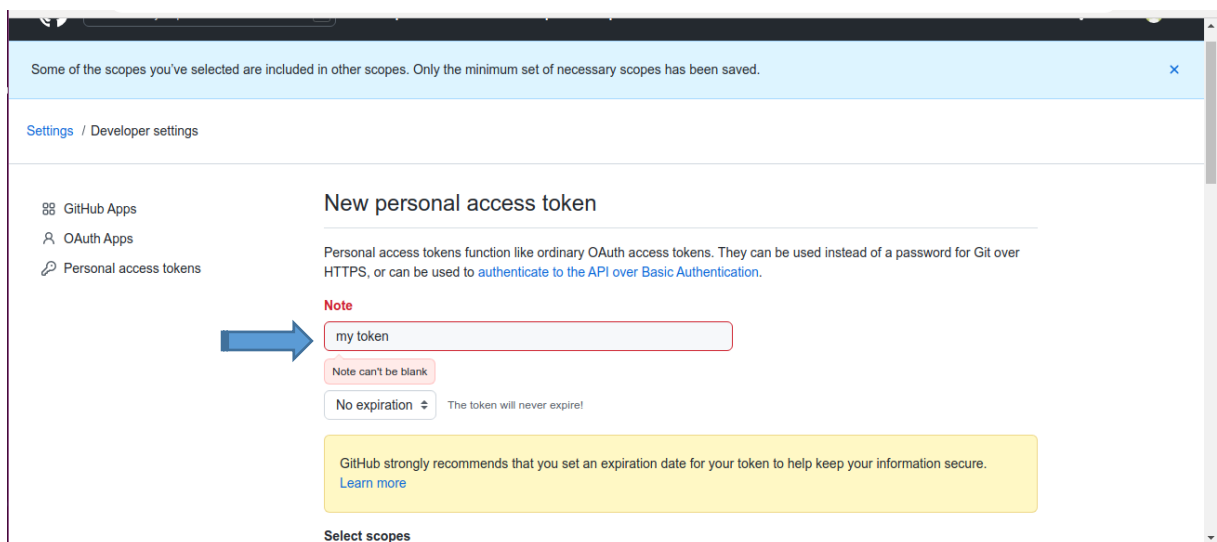 Some of the scopes you've selected are included in other scopes. Only the minimum set of necessary scopes has been saved.
Settings / Developer settings
GitHub Apps
OAuth Apps
Personal access tokens
New personal access token
Personal access tokens function like ordinary OAuth access tokens. They can be used instead of a password for Git over
HTTPS, or can be used to authenticate to the API over Basic Authentication.
Note
my token
Note can't be blank
No expiration The token will never expire!
GitHub strongly recommends that you set an expiration date for your token to help keep your information secure.
Learn more
Select scopes